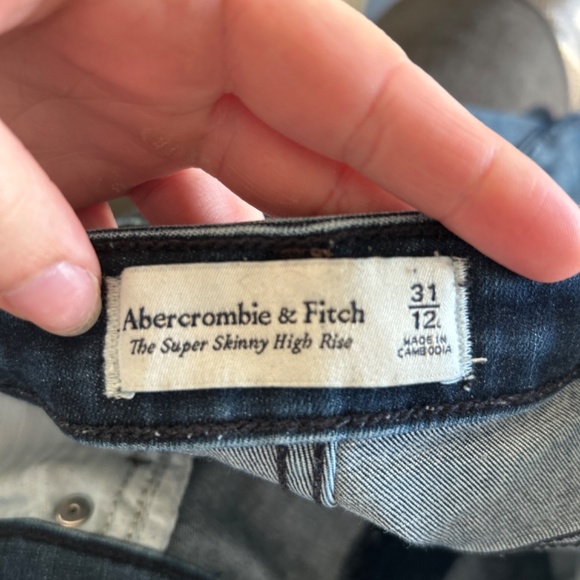 Abercrombie & Fitch
The Super Skinny High Rise
31
12
MADE IN
CAMBODIA